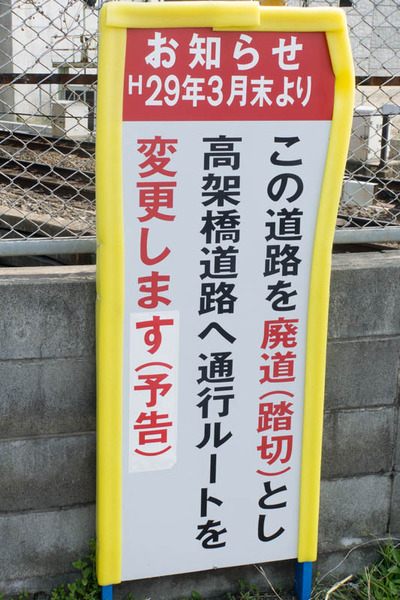 お知らせ
H29年3月末より
この道路を廃道(踏切)とし
高架橋道路へ通行ルートを
変更します(予告)